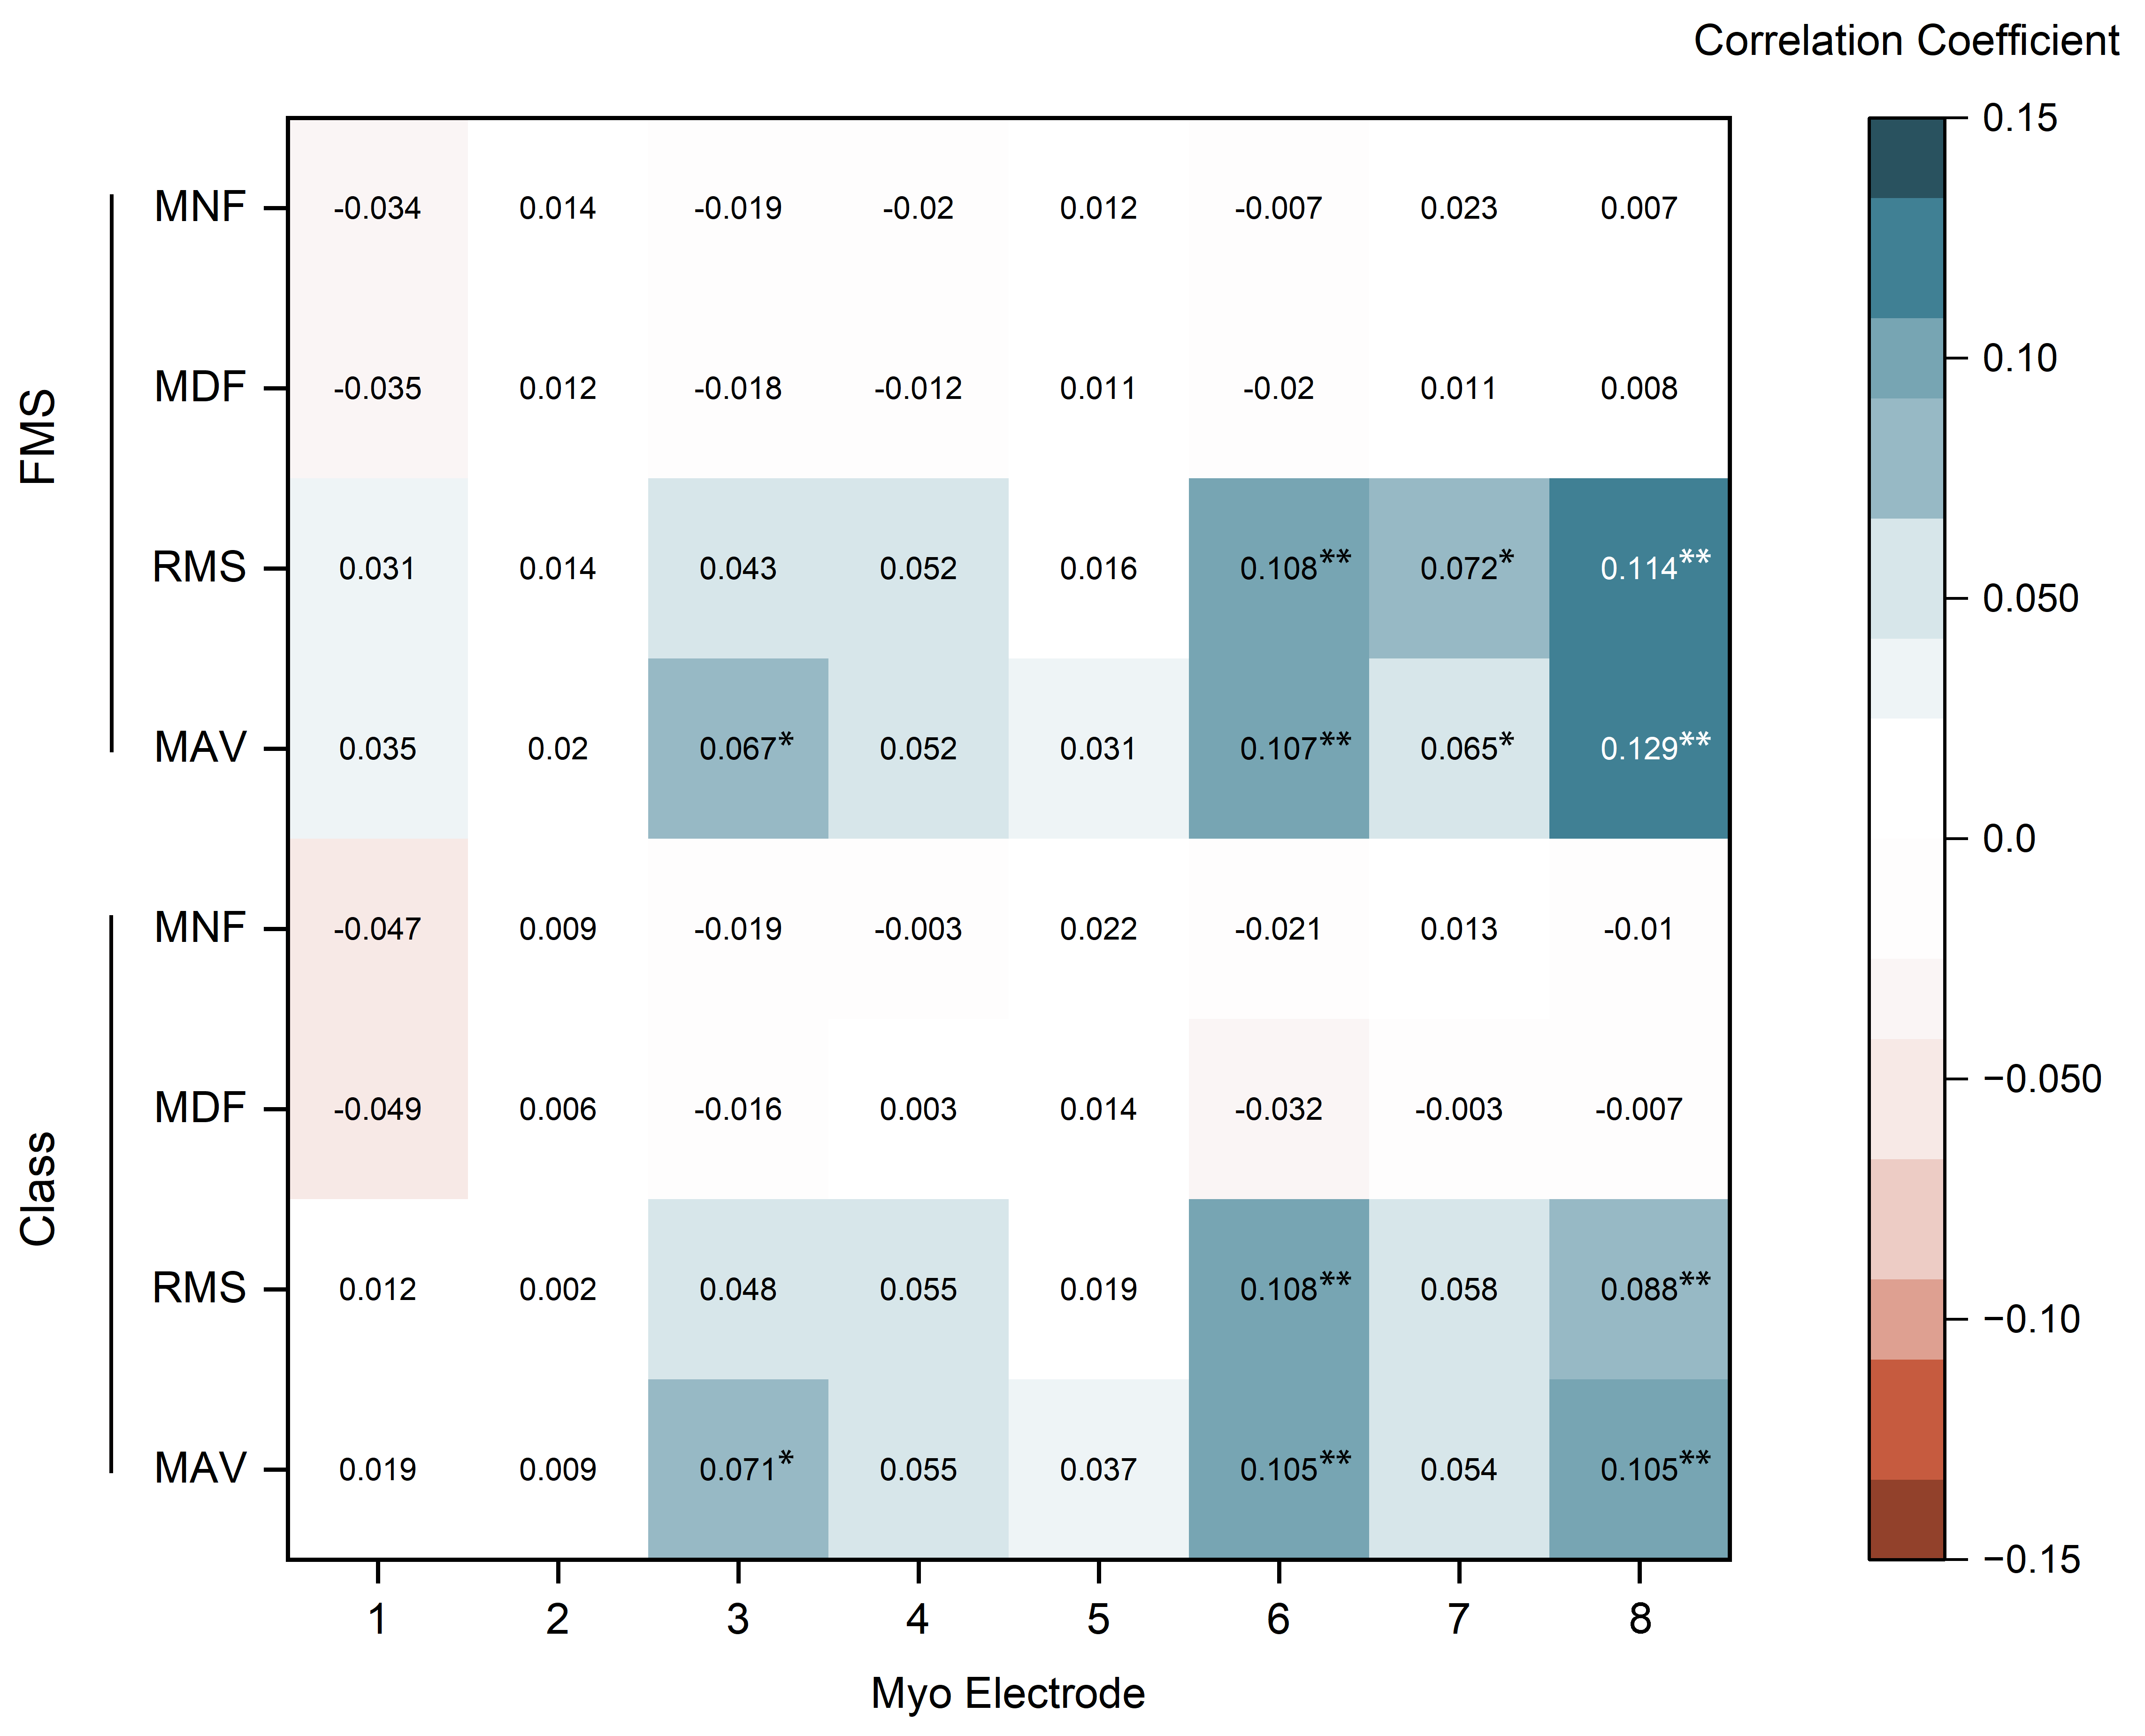 Correlation Coefficient
FMS
MNF -0.034 0.014 -0.019 -0.02 0.012 -0.007 0.023 0.007
MDF -0.035 0.012 -0.018 -0.012 0.011 -0.02 0.011 0.008
RMS 0.031 0.014 0.043 0.052 0.016 0.108** 0.072* 0.114**
MAV 0.035 0.02 0.067* 0.052 0.031 0.107** 0.065* 0.129**
Class
MNF -0.047 0.009 -0.019 -0.003 0.022 -0.021 0.013 -0.01
MDF -0.049 0.006 -0.016 0.003 0.014 -0.032 -0.003 -0.007
RMS 0.012 0.002 0.048 0.055 0.019 0.108** 0.058 0.088**
MAV 0.019 0.009 0.071* 0.055 0.037 0.105** 0.054 0.105**
1 2 3 4 5 6 7 8
Myo Electrode
0.15
0.10
0.050
0.0
−0.050
−0.10
−0.15